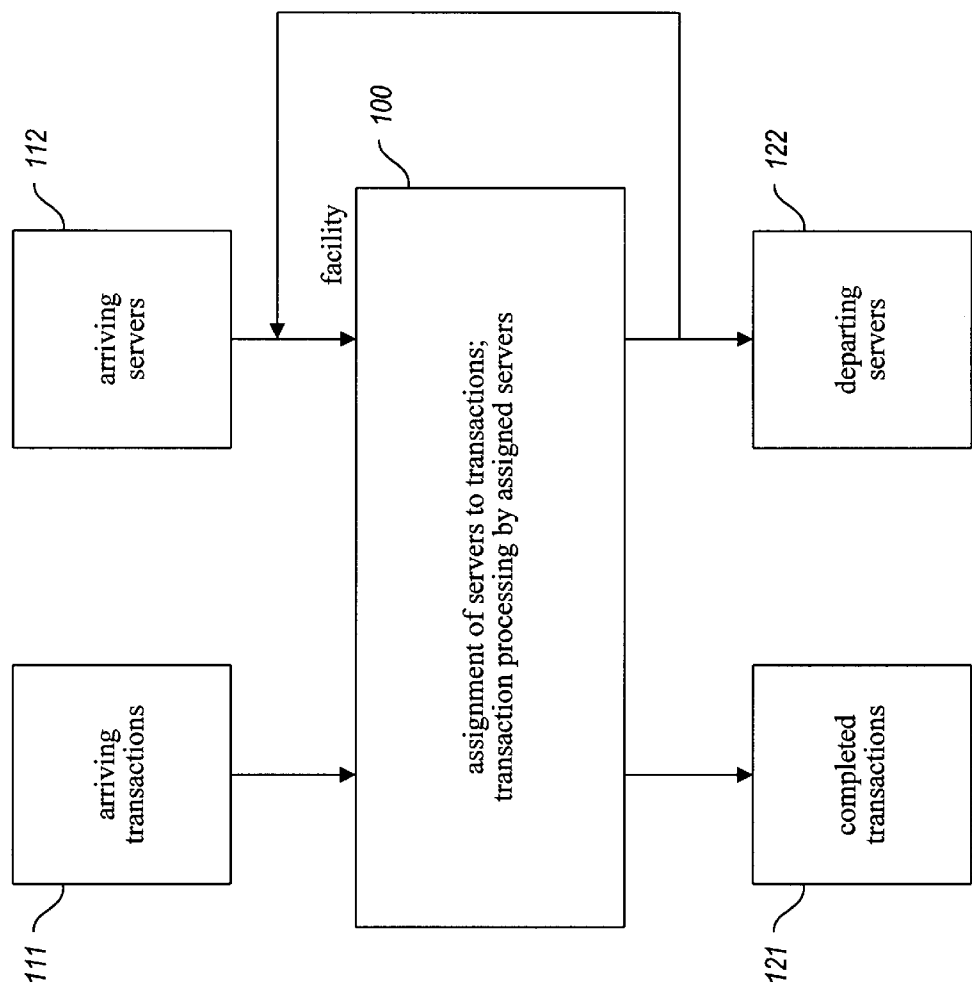 111
arriving
transactions
112
arriving
servers
facility
100
assignment of servers to transactions;
transaction processing by assigned servers
121
completed
transactions
122
departing
servers